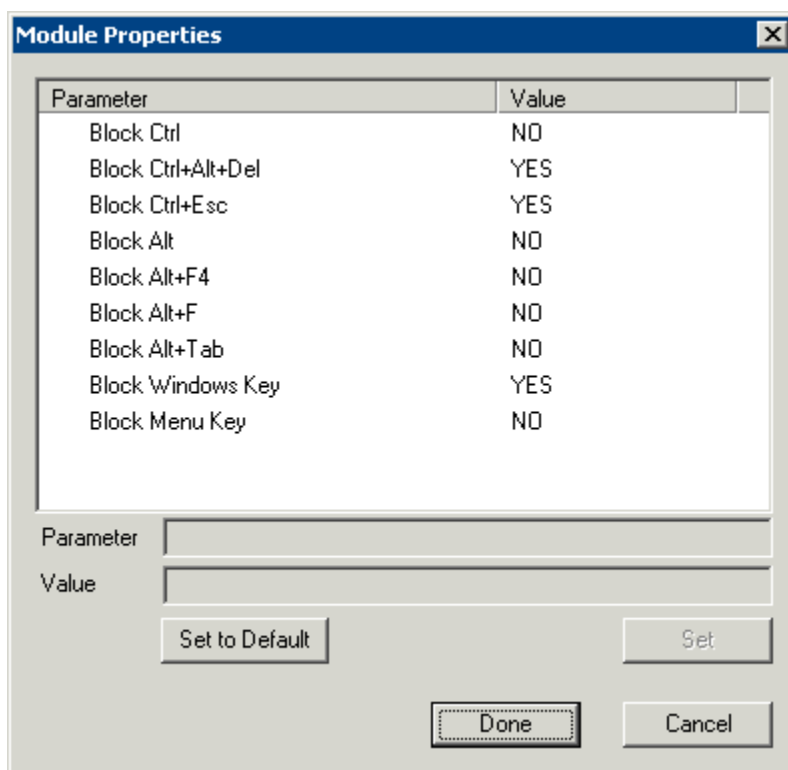 Module Properties
Parameter Value
Block Ctrl NO
Block Ctrl+Alt+Del YES
Block Ctrl+Esc YES
Block Alt NO
Block Alt+F4 NO
Block Alt+F NO
Block Alt+Tab NO
Block Windows Key YES
Block Menu Key NO
Parameter
Value
Set to Default Set
Done Cancel